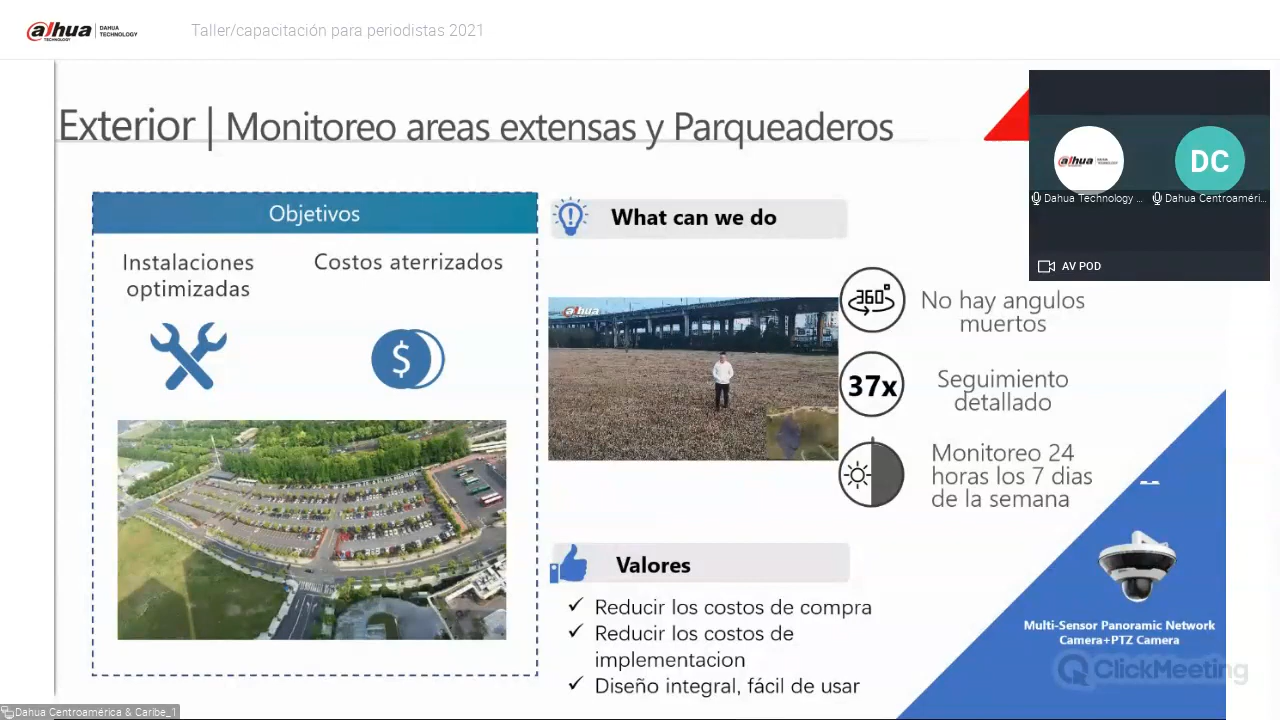 alhua
TECHNOLOGY
DAHUA
TECHNOLOGY
Taller/capacitación para periodistas 2021
Exterior | Monitoreo areas extensas y Parqueaderos
alhua
DC
Dahua Technology ...
Dahua Centroaméri...
AV POD
Objetivos
Instalaciones
optimizadas
Costos aterrizados
$
What can we do
alhua
360°
No hay angulos
muertos
37x
Seguimiento
detallado
Monitoreo 24
horas los 7 dias
de la semana
Valores
✓ Reducir los costos de compra
✓ Reducir los costos de
implementacion
✓ Diseño integral, fácil de usar
Multi-Sensor Panoramic Network
Camera+PTZ Camera
ClickMeeting
Dahua Centroamérica & Caribe_1